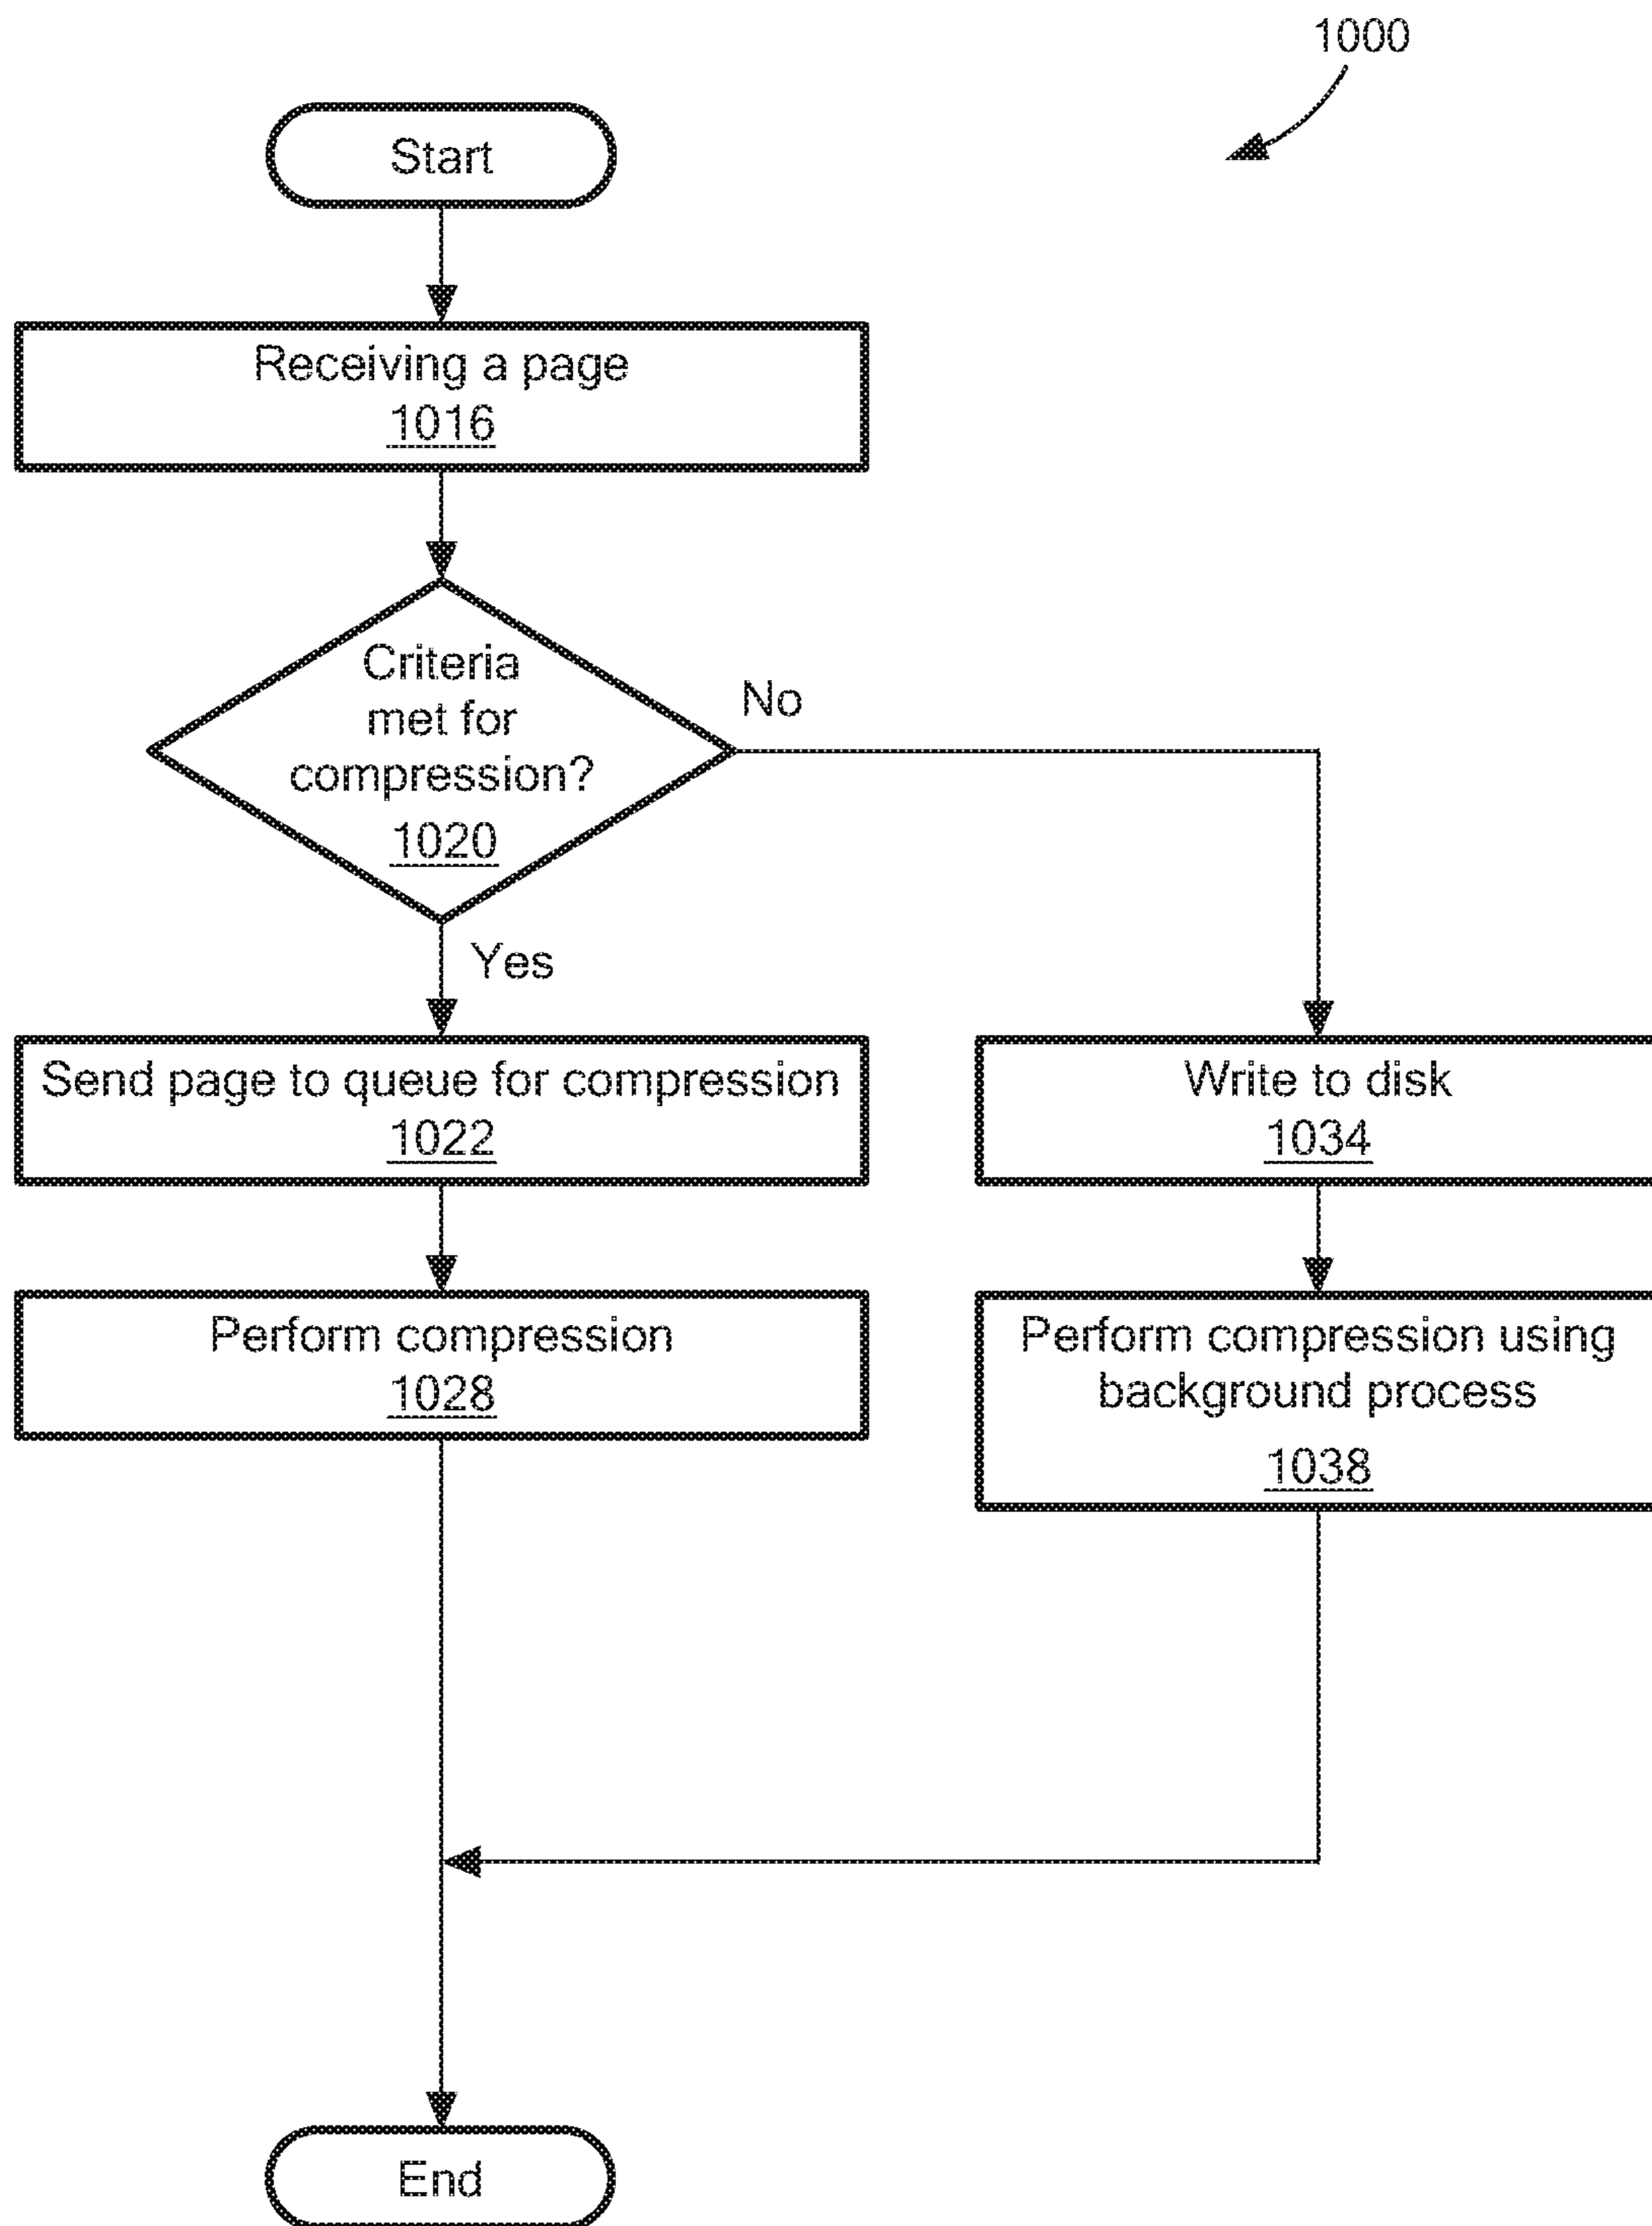 1000
Start
Receiving a page
1016
Criteria
met for
compression?
1020
No
Yes
Send page to queue for compression
1022
Write to disk
1034
Perform compression
1028
Perform compression using
background process
1038
End